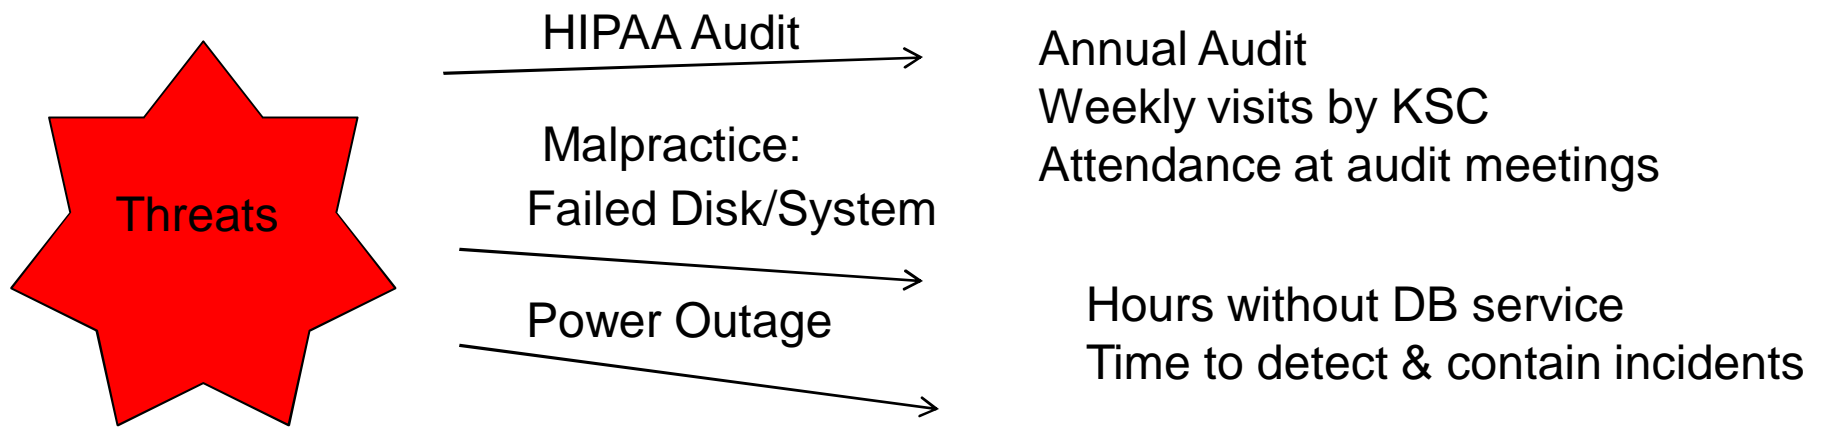 Threats
HIPAA Audit
Malpractice:
Failed Disk/System
Power Outage
Annual Audit
Weekly visits by KSC
Attendance at audit meetings
Hours without DB service
Time to detect & contain incidents